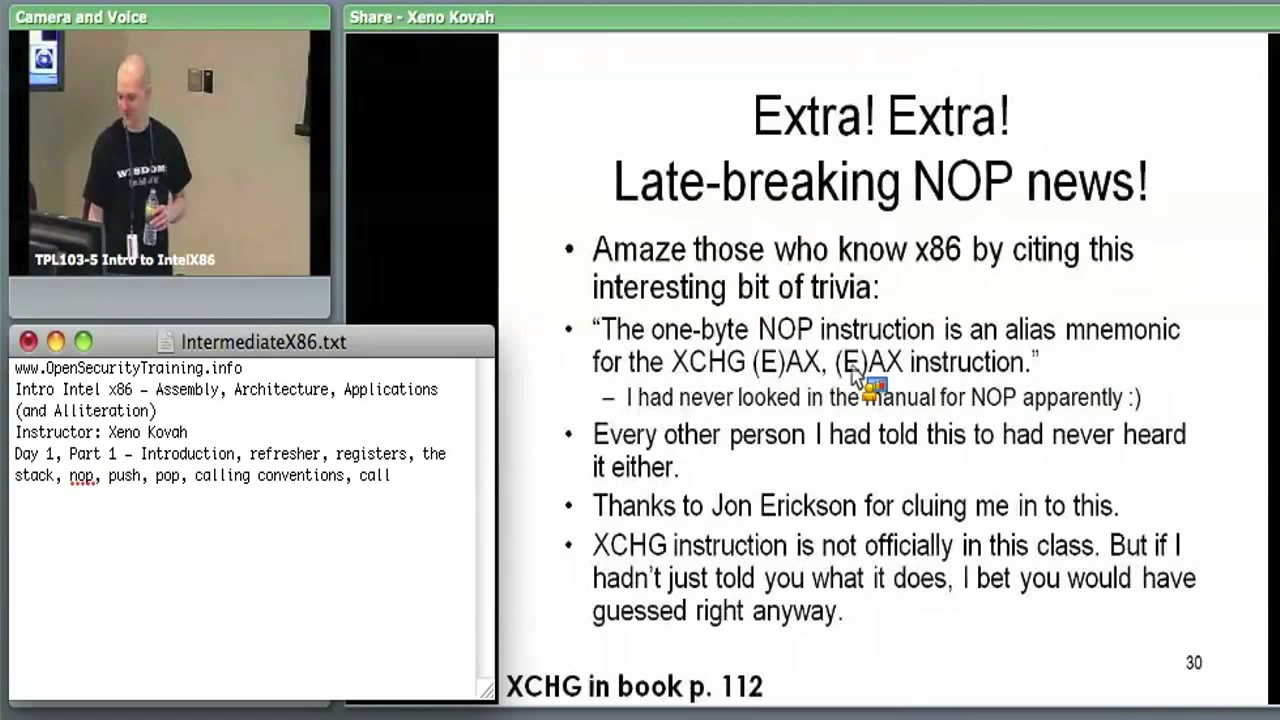 Camera and Voice
WISDOM
TPL103-5 Intro to IntelX86
IntermediateX86.txt
www.OpenSecurityTraining.info
Intro Intel x86 – Assembly, Architecture, Applications
(and Alliteration)
Instructor: Xeno Kovah
Day 1, Part 1 – Introduction, refresher, registers, the
stack, nop, push, pop, calling conventions, call
Share - Xeno Kovah
Extra! Extra!
Late-breaking NOP news!
• Amaze those who know x86 by citing this
interesting bit of trivia:
• “The one-byte NOP instruction is an alias mnemonic
for the XCHG (E)AX, (E)AX instruction.”
– I had never looked in the manual for NOP apparently :)
• Every other person I had told this to had never heard
it either.
• Thanks to Jon Erickson for cluing me in to this.
• XCHG instruction is not officially in this class. But if I
hadn’t just told you what it does, I bet you would have
guessed right anyway.
30
XCHG in book p. 112